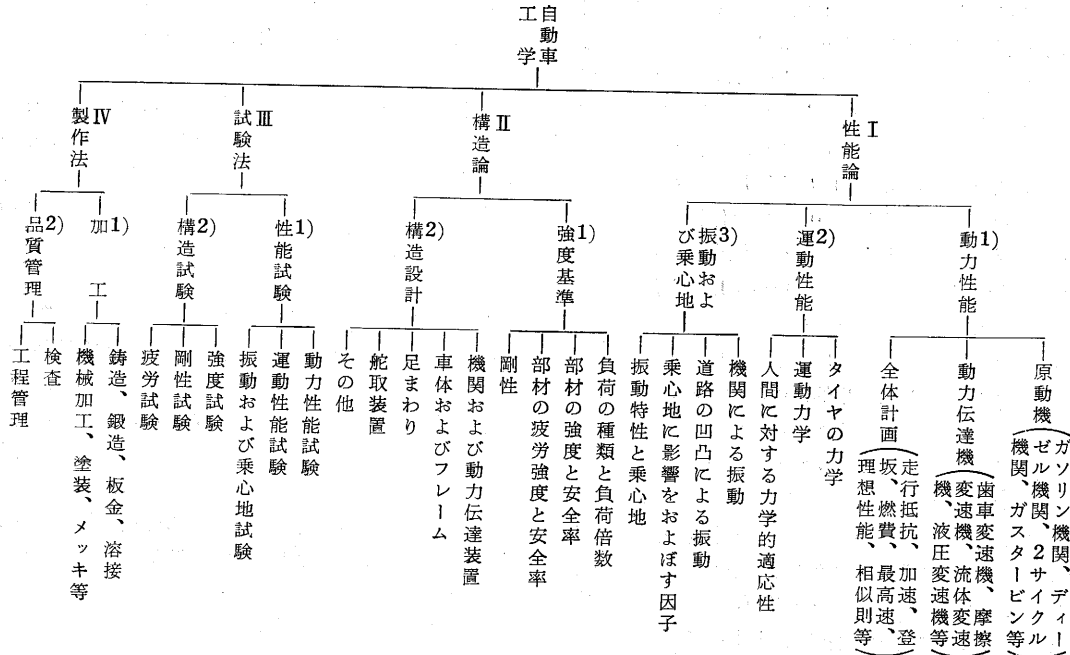 自動車
工学
I
性能論
1)
動力性能
原動機
(ガソリン機関、ディー
ゼル機関、2サイクル
機関、ガスタービン等)
動力伝達機
(歯車変速機、摩擦
変速機、流体変速
機、液圧変速機等)
全体計画
(走行抵抗、加速、登
坂、燃費、最高速、
理想性能、相似則等)
2)
運動性能
タイヤの力学
運動力学
人間に対する力学的適応性
3)
振動およ
び乗心地
機関による振動
道路の凹凸による振動
乗心地に影響をおよぼす因子
振動特性と乗心地
II
構造論
1)
強度基準
負荷の種類と負荷倍数
部材の強度と安全率
部材の疲労強度と安全率
剛性
2)
構造設計
機関および動力伝達装置
車体およびフレーム
足まわり
舵取装置
その他
III
試験法
1)
性能試験
動力性能試験
運動性能試験
振動および乗心地試験
2)
構造試験
強度試験
剛性試験
疲労試験
IV
製作法
1)
加工
鋳造、鍛造、板金、溶接
機械加工、塗装、メッキ等
2)
品質管理
検査
工程管理